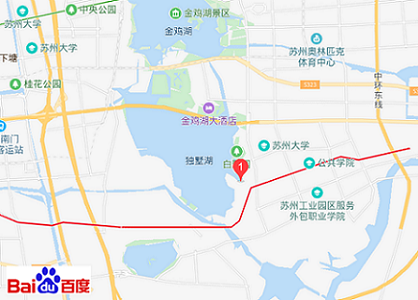 中央公园
金鸡湖景区
苏州大学
苏州大学
金鸡湖
下塘
苏州奥林匹克
体育中心
中环东线
桂花公园
S323
金鸡湖大酒店
南门
客运站
苏州大学
独墅湖
白
1
公共学院
苏州工业园区服务
外包职业学院
Bai du 百度